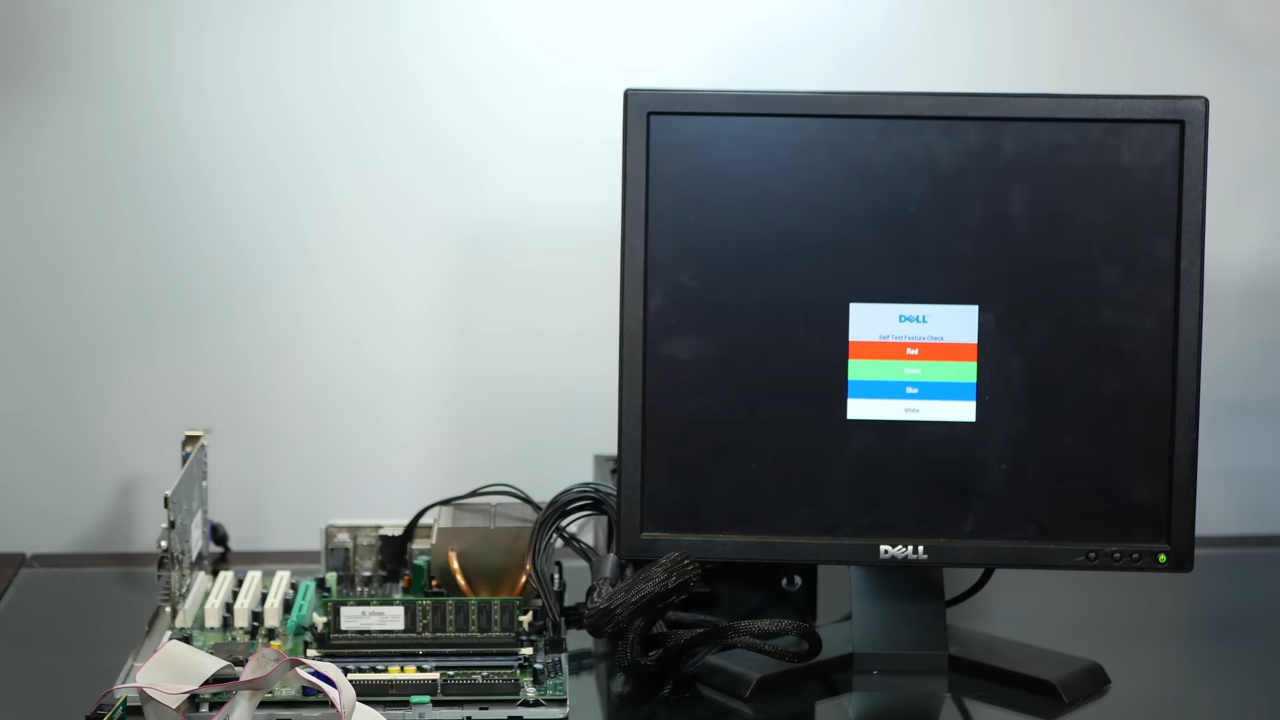 DELL
Self Test Feature Check
Red
Green
Blue
White
DELL